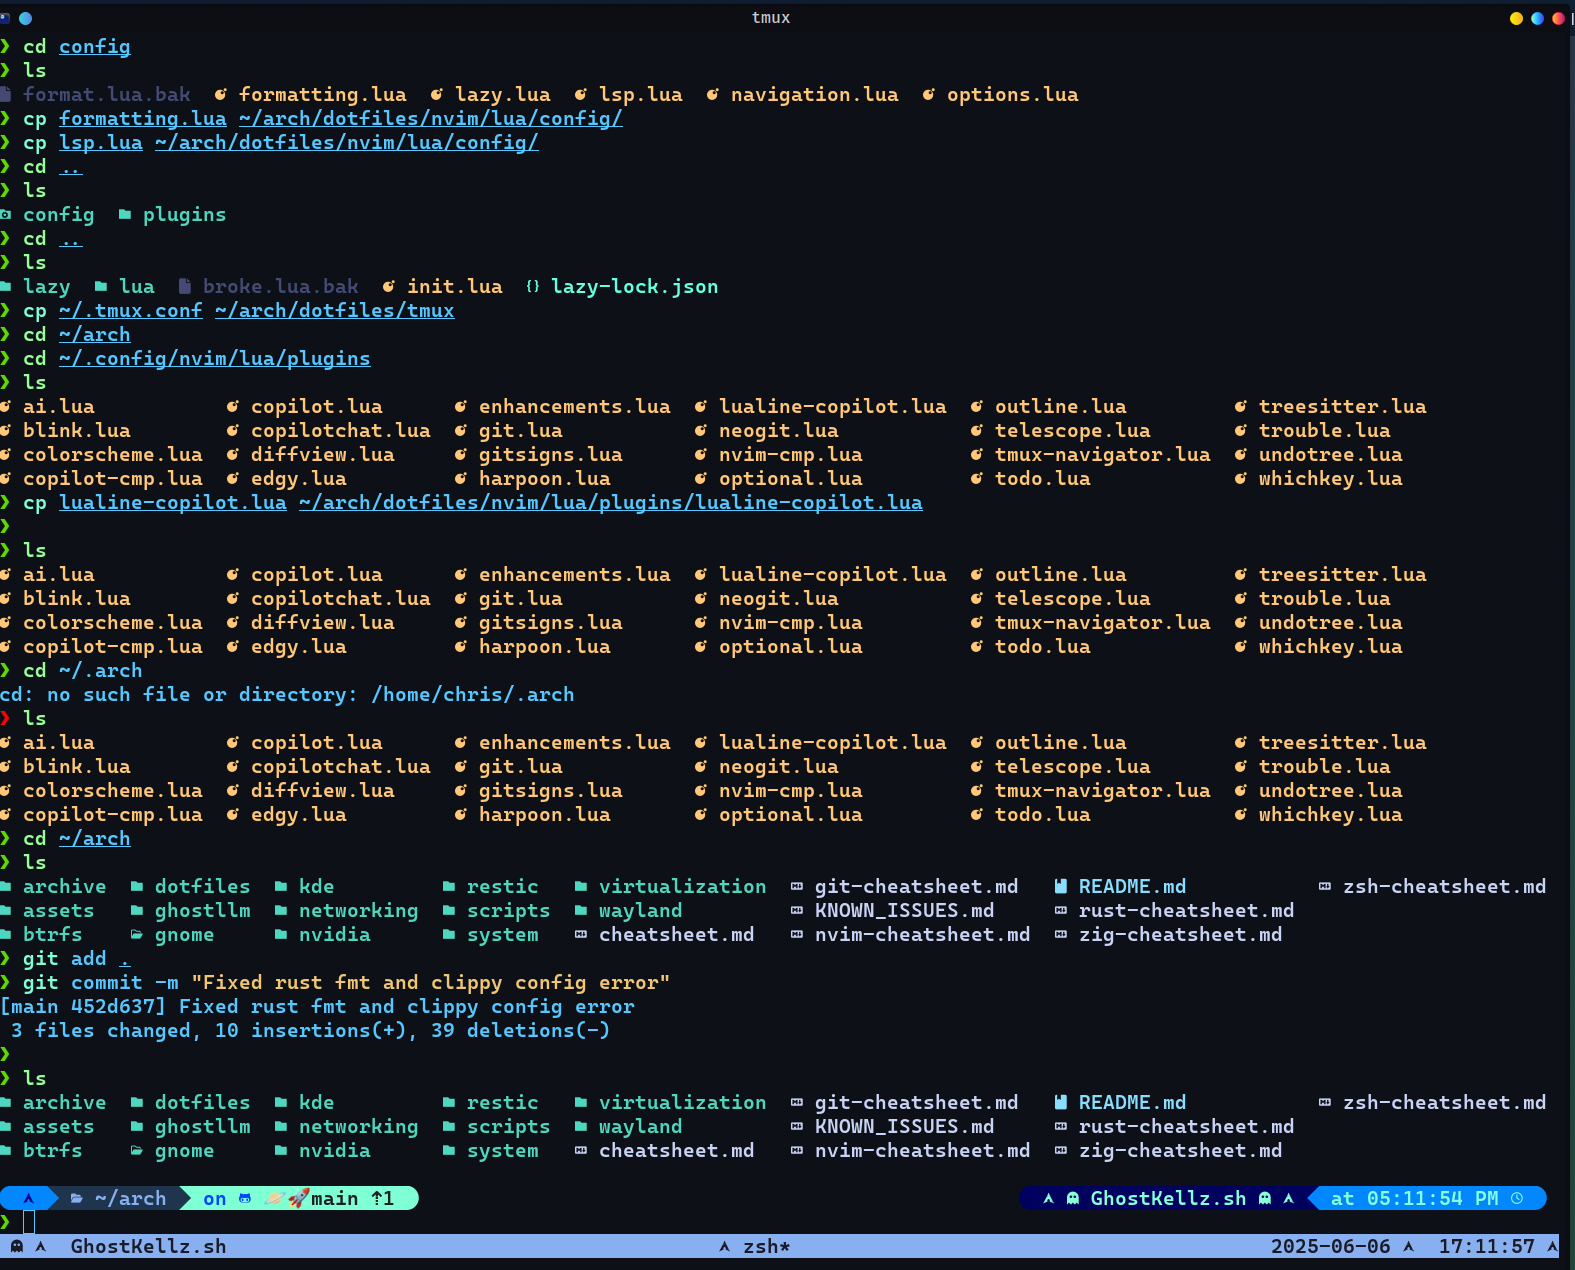 tmux
❯ cd config
❯ ls
format.lua.bak formatting.lua lazy.lua lsp.lua navigation.lua options.lua
❯ cp formatting.lua ~/arch/dotfiles/nvim/lua/config/
❯ cp lsp.lua ~/arch/dotfiles/nvim/lua/config/
❯ cd ..
❯ ls
config plugins
❯ cd ..
❯ ls
lazy lua broke.lua.bak init.lua {} lazy-lock.json
❯ cp ~/.tmux.conf ~/arch/dotfiles/tmux
❯ cd ~/arch
❯ cd ~/.config/nvim/lua/plugins
❯ ls
ai.lua copilot.lua enhancements.lua lualine-copilot.lua outline.lua treesitter.lua
blink.lua copilotchat.lua git.lua neogit.lua telescope.lua trouble.lua
colorscheme.lua diffview.lua gitsigns.lua nvim-cmp.lua tmux-navigator.lua undotree.lua
copilot-cmp.lua edgy.lua harpoon.lua optional.lua todo.lua whichkey.lua
❯ cp lualine-copilot.lua ~/arch/dotfiles/nvim/lua/plugins/lualine-copilot.lua
❯
❯ ls
ai.lua copilot.lua enhancements.lua lualine-copilot.lua outline.lua treesitter.lua
blink.lua copilotchat.lua git.lua neogit.lua telescope.lua trouble.lua
colorscheme.lua diffview.lua gitsigns.lua nvim-cmp.lua tmux-navigator.lua undotree.lua
copilot-cmp.lua edgy.lua harpoon.lua optional.lua todo.lua whichkey.lua
❯ cd ~/.arch
cd: no such file or directory: /home/chris/.arch
❯ ls
ai.lua copilot.lua enhancements.lua lualine-copilot.lua outline.lua treesitter.lua
blink.lua copilotchat.lua git.lua neogit.lua telescope.lua trouble.lua
colorscheme.lua diffview.lua gitsigns.lua nvim-cmp.lua tmux-navigator.lua undotree.lua
copilot-cmp.lua edgy.lua harpoon.lua optional.lua todo.lua whichkey.lua
❯ cd ~/arch
❯ ls
archive dotfiles kde restic virtualization git-cheatsheet.md README.md zsh-cheatsheet.md
assets ghostllm networking scripts wayland KNOWN_ISSUES.md rust-cheatsheet.md
btrfs gnome nvidia system cheatsheet.md nvim-cheatsheet.md zig-cheatsheet.md
❯ git add .
❯ git commit -m "Fixed rust fmt and clippy config error"
[main 452d637] Fixed rust fmt and clippy config error
3 files changed, 10 insertions(+), 39 deletions(-)
❯
❯ ls
archive dotfiles kde restic virtualization git-cheatsheet.md README.md zsh-cheatsheet.md
assets ghostllm networking scripts wayland KNOWN_ISSUES.md rust-cheatsheet.md
btrfs gnome nvidia system cheatsheet.md nvim-cheatsheet.md zig-cheatsheet.md
~/arch on 🪐🚀main ⇡1 GhostKellz.sh at 05:11:54 PM
❯
GhostKellz.sh zsh* 2025-06-06 17:11:57